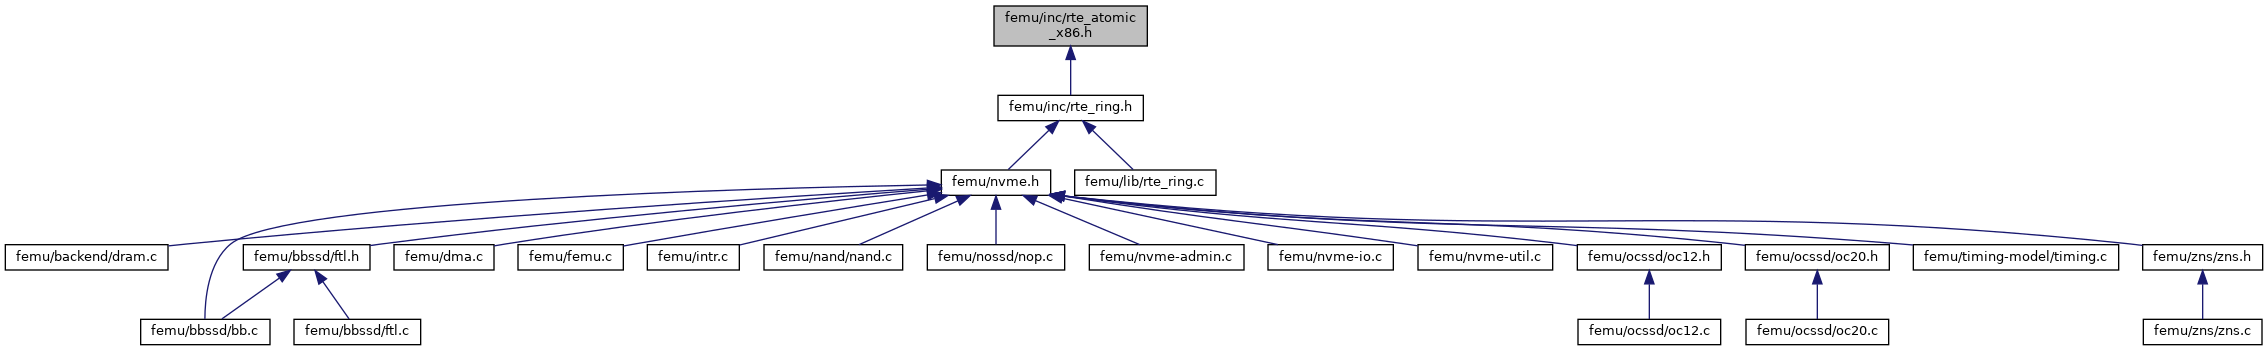 femu/inc/rte_atomic
_x86.h
femu/inc/rte_ring.h
femu/nvme.h
femu/lib/rte_ring.c
femu/backend/dram.c
femu/bbssd/ftl.h
femu/dma.c
femu/femu.c
femu/intr.c
femu/nand/nand.c
femu/nossd/nop.c
femu/nvme-admin.c
femu/nvme-io.c
femu/nvme-util.c
femu/ocssd/oc12.h
femu/ocssd/oc20.h
femu/timing-model/timing.c
femu/zns/zns.h
femu/bbssd/bb.c
femu/bbssd/ftl.c
femu/ocssd/oc12.c
femu/ocssd/oc20.c
femu/zns/zns.c